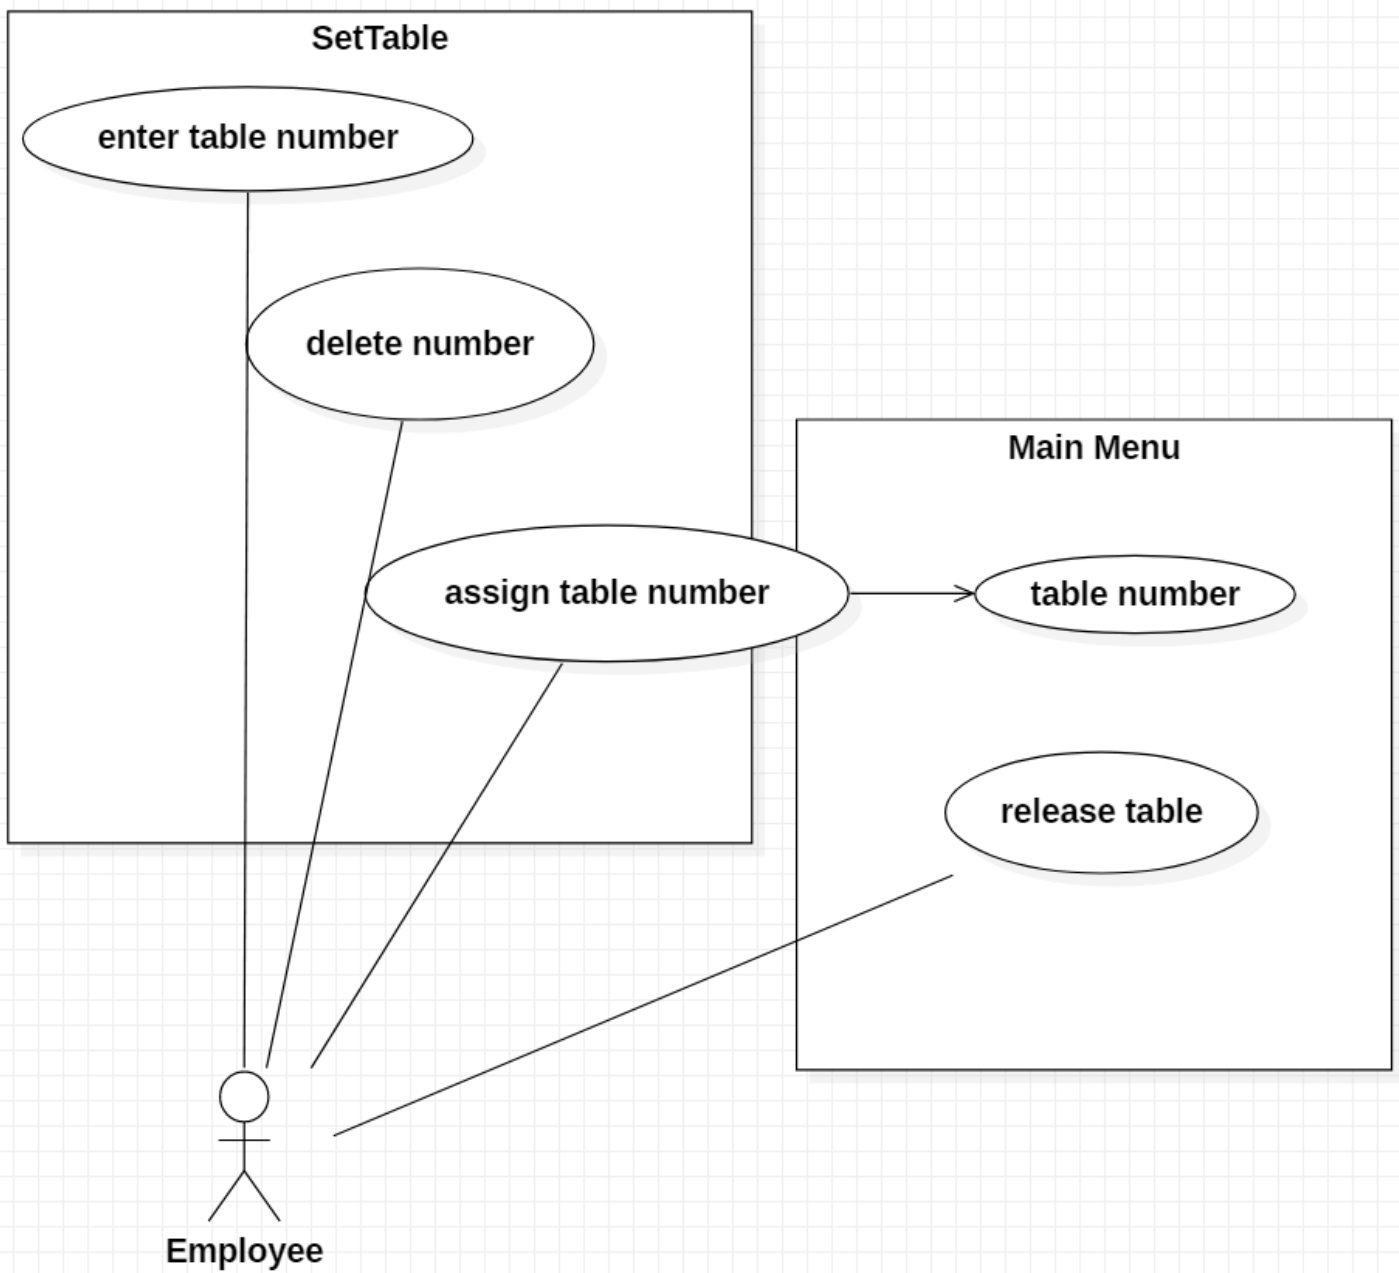 SetTable
enter table number
delete number
Main Menu
assign table number
table number
release table
Employee